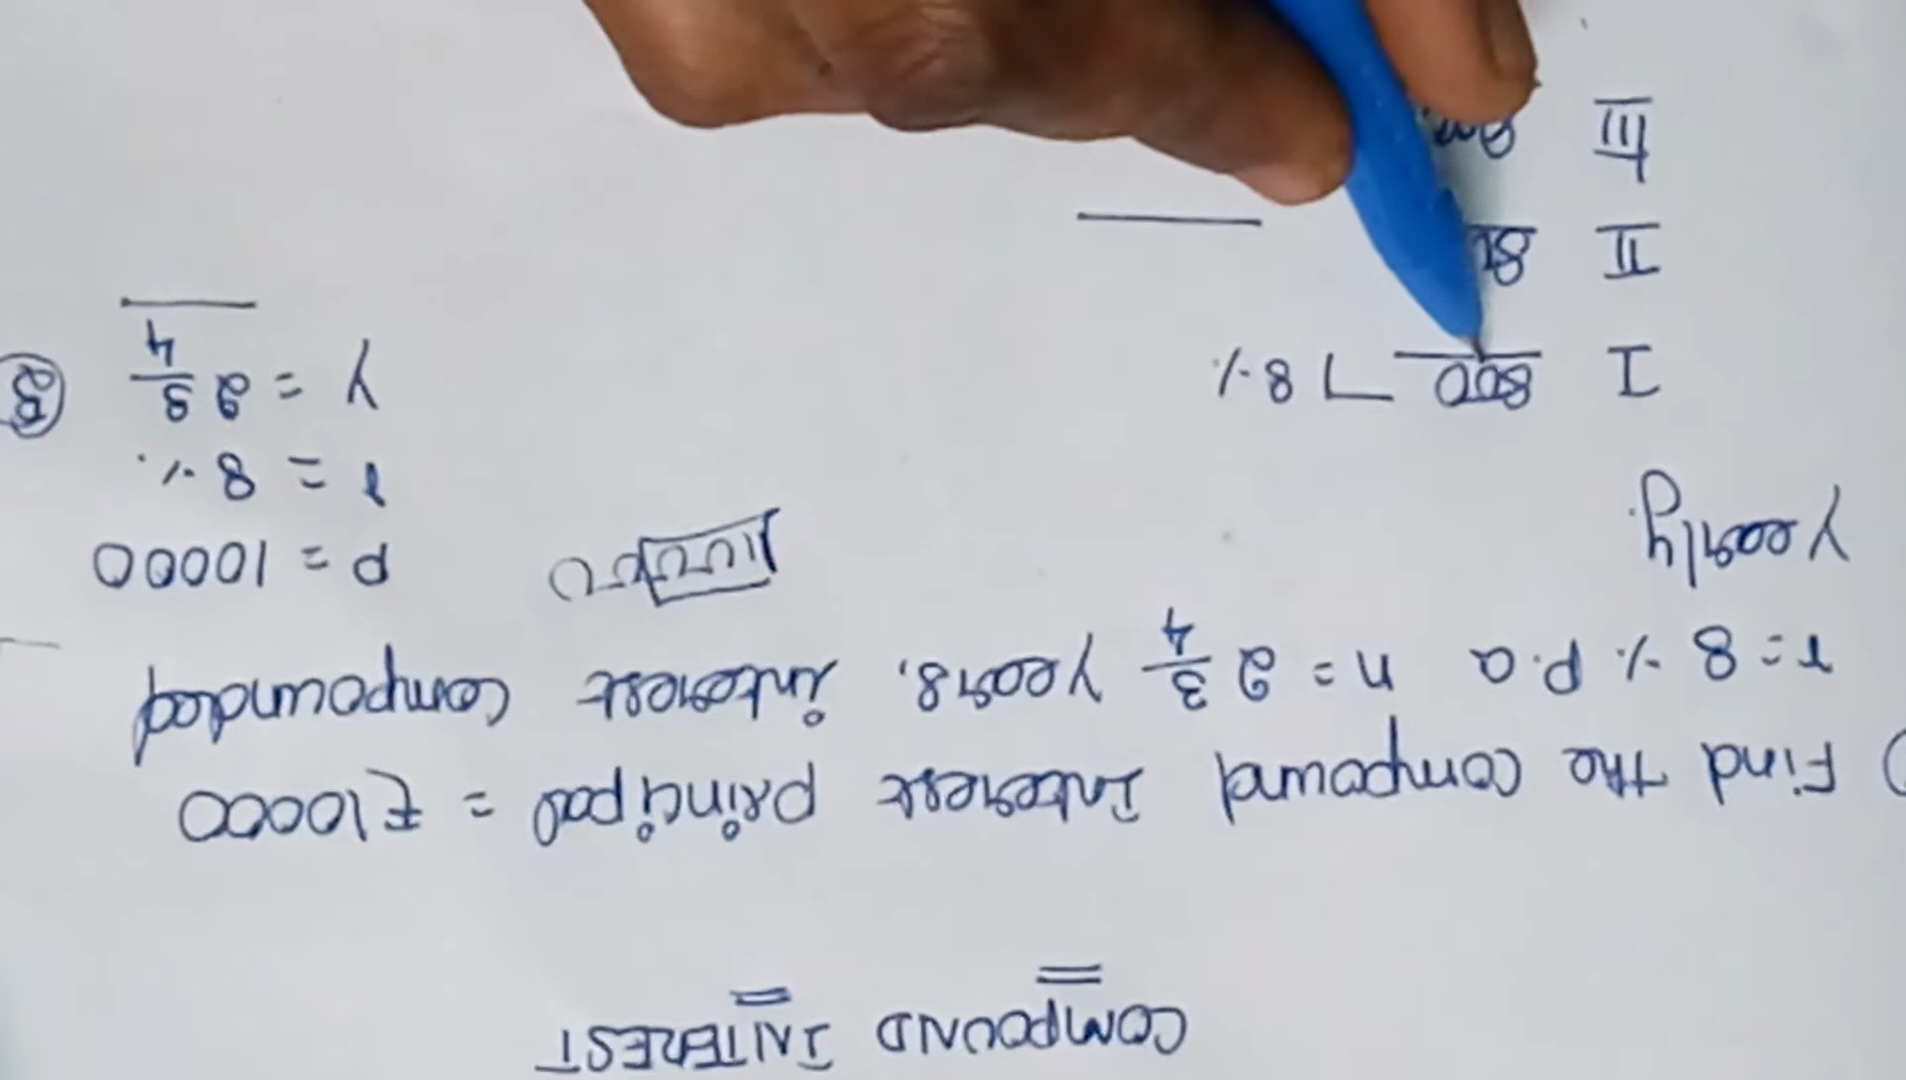 COMPOUND INTEREST
Find the compound Interest principal = ₹10000
r = 8 % p.a n = 2 3/4 years. interest compounded
yearly.
P = 10000
r = 8 %.
Y = 2 3/4
3
I 800 8%
II
III